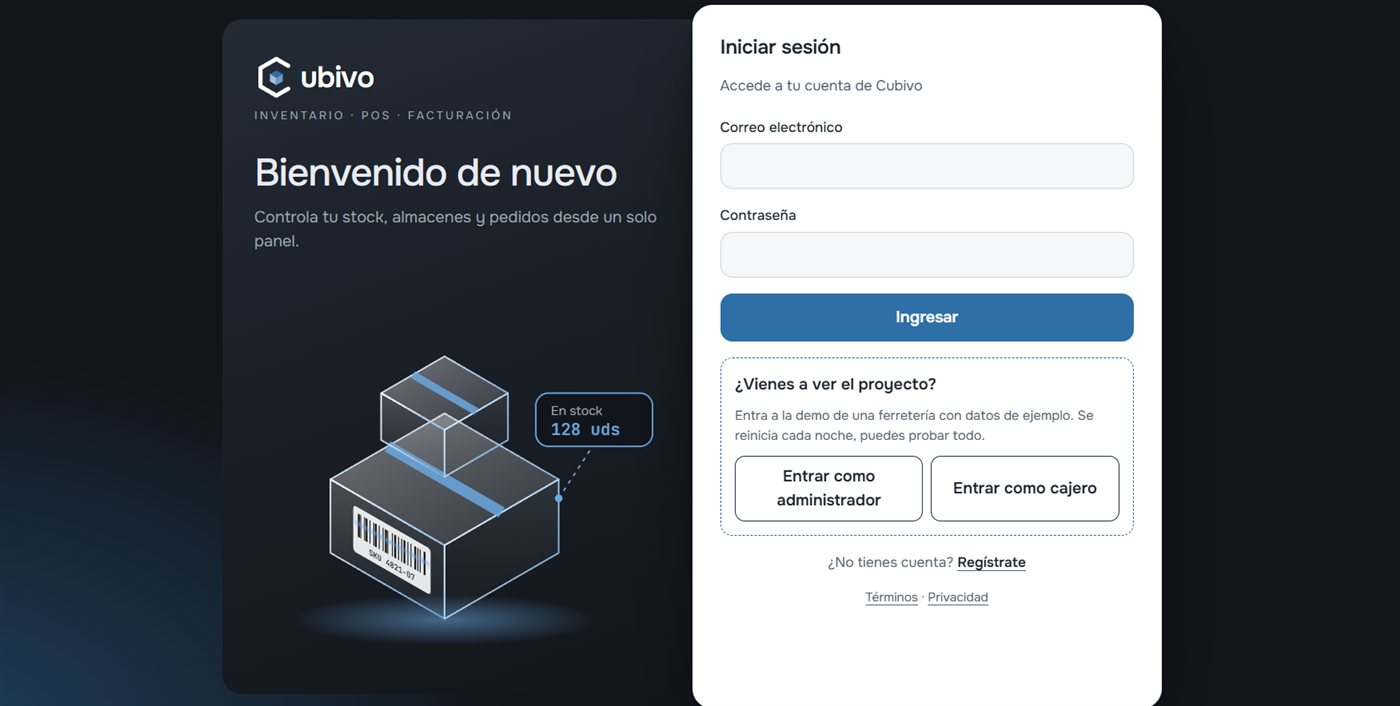 ubivo
INVENTARIO · POS · FACTURACIÓN
Bienvenido de nuevo
Controla tu stock, almacenes y pedidos desde un solo
panel.
En stock
128 uds
SKU 4821-07
Iniciar sesión
Accede a tu cuenta de Cubivo
Correo electrónico
Contraseña
Ingresar
¿Vienes a ver el proyecto?
Entra a la demo de una ferretería con datos de ejemplo. Se
reinicia cada noche, puedes probar todo.
Entrar como
administrador
Entrar como cajero
¿No tienes cuenta? Regístrate
Términos · Privacidad